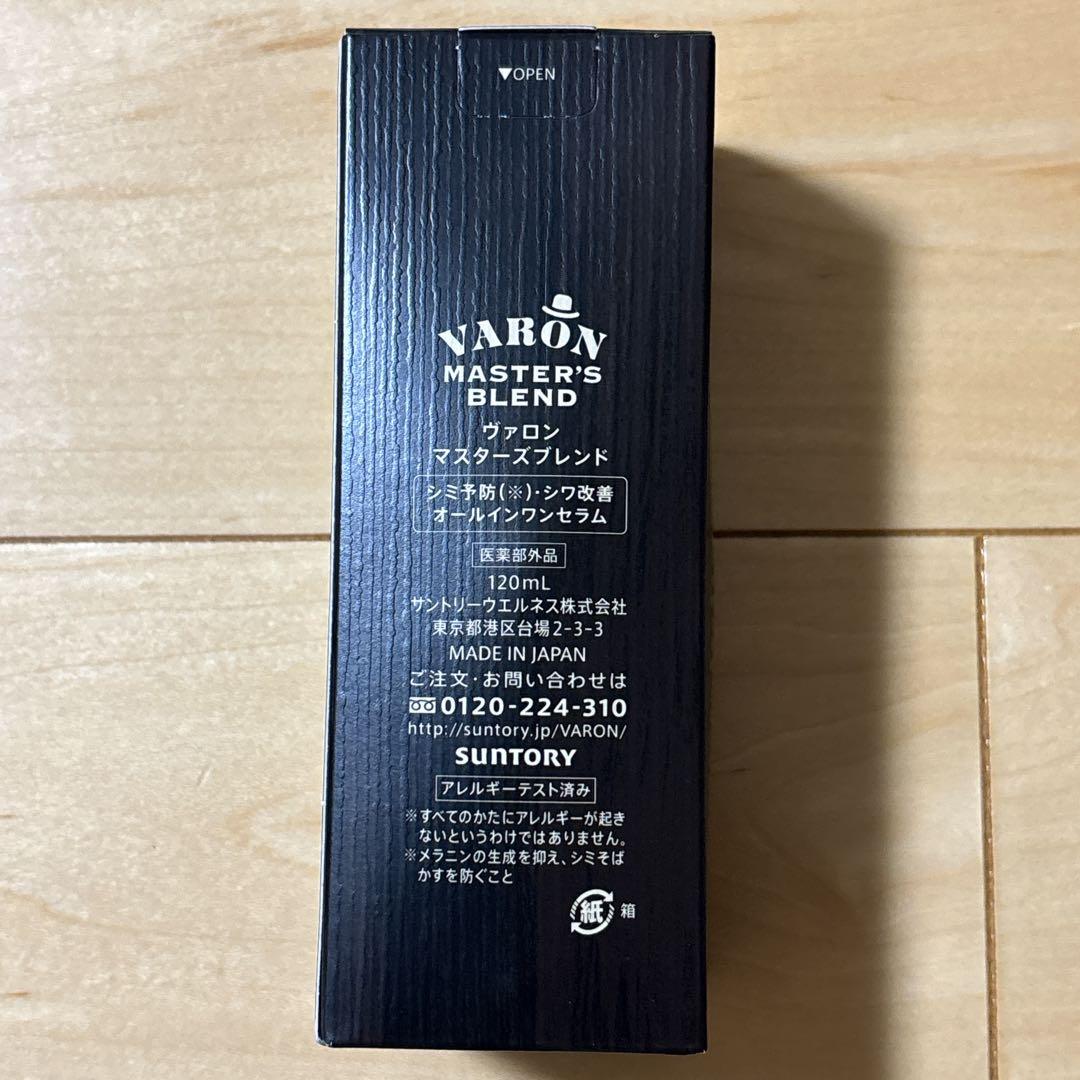 ▼OPEN
VARON
MASTER'S
BLEND
ヴァロン
マスターズブレンド
シミ予防(※)・シワ改善
オールインワンセラム
医薬部外品
120mL
サントリーウエルネス株式会社
東京都港区台場2-3-3
MADE IN JAPAN
ご注文・お問い合わせは
0120-224-310
http://suntory.jp/VARON/
SUNTORY
アレルギーテスト済み
※すべてのかたにアレルギーが起き
ないというわけではありません。
※メラニンの生成を抑え、シミそば
かすを防ぐこと
紙 箱